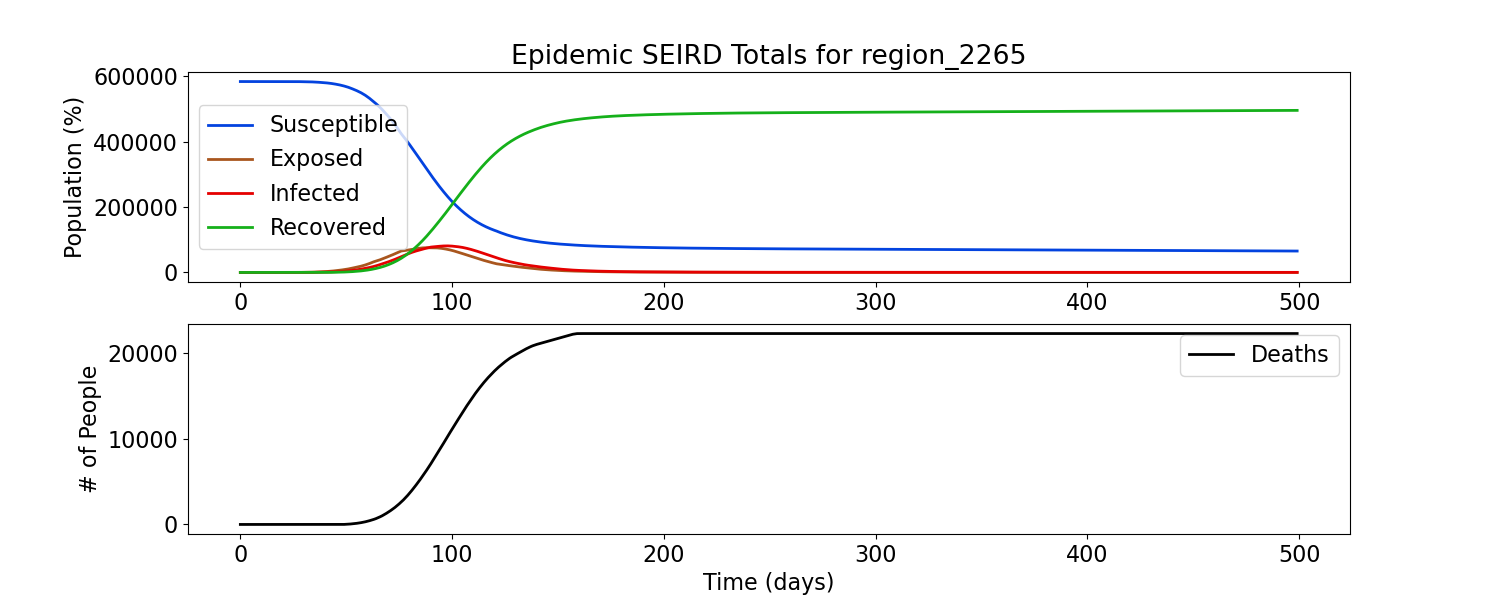 Epidemic SEIRD Totals for region_2265
Population (%)
600000
400000
200000
0
Susceptible
Exposed
Infected
Recovered
0 100 200 300 400 500
# of People
20000
10000
0
Deaths
0 100 200 300 400 500
Time (days)